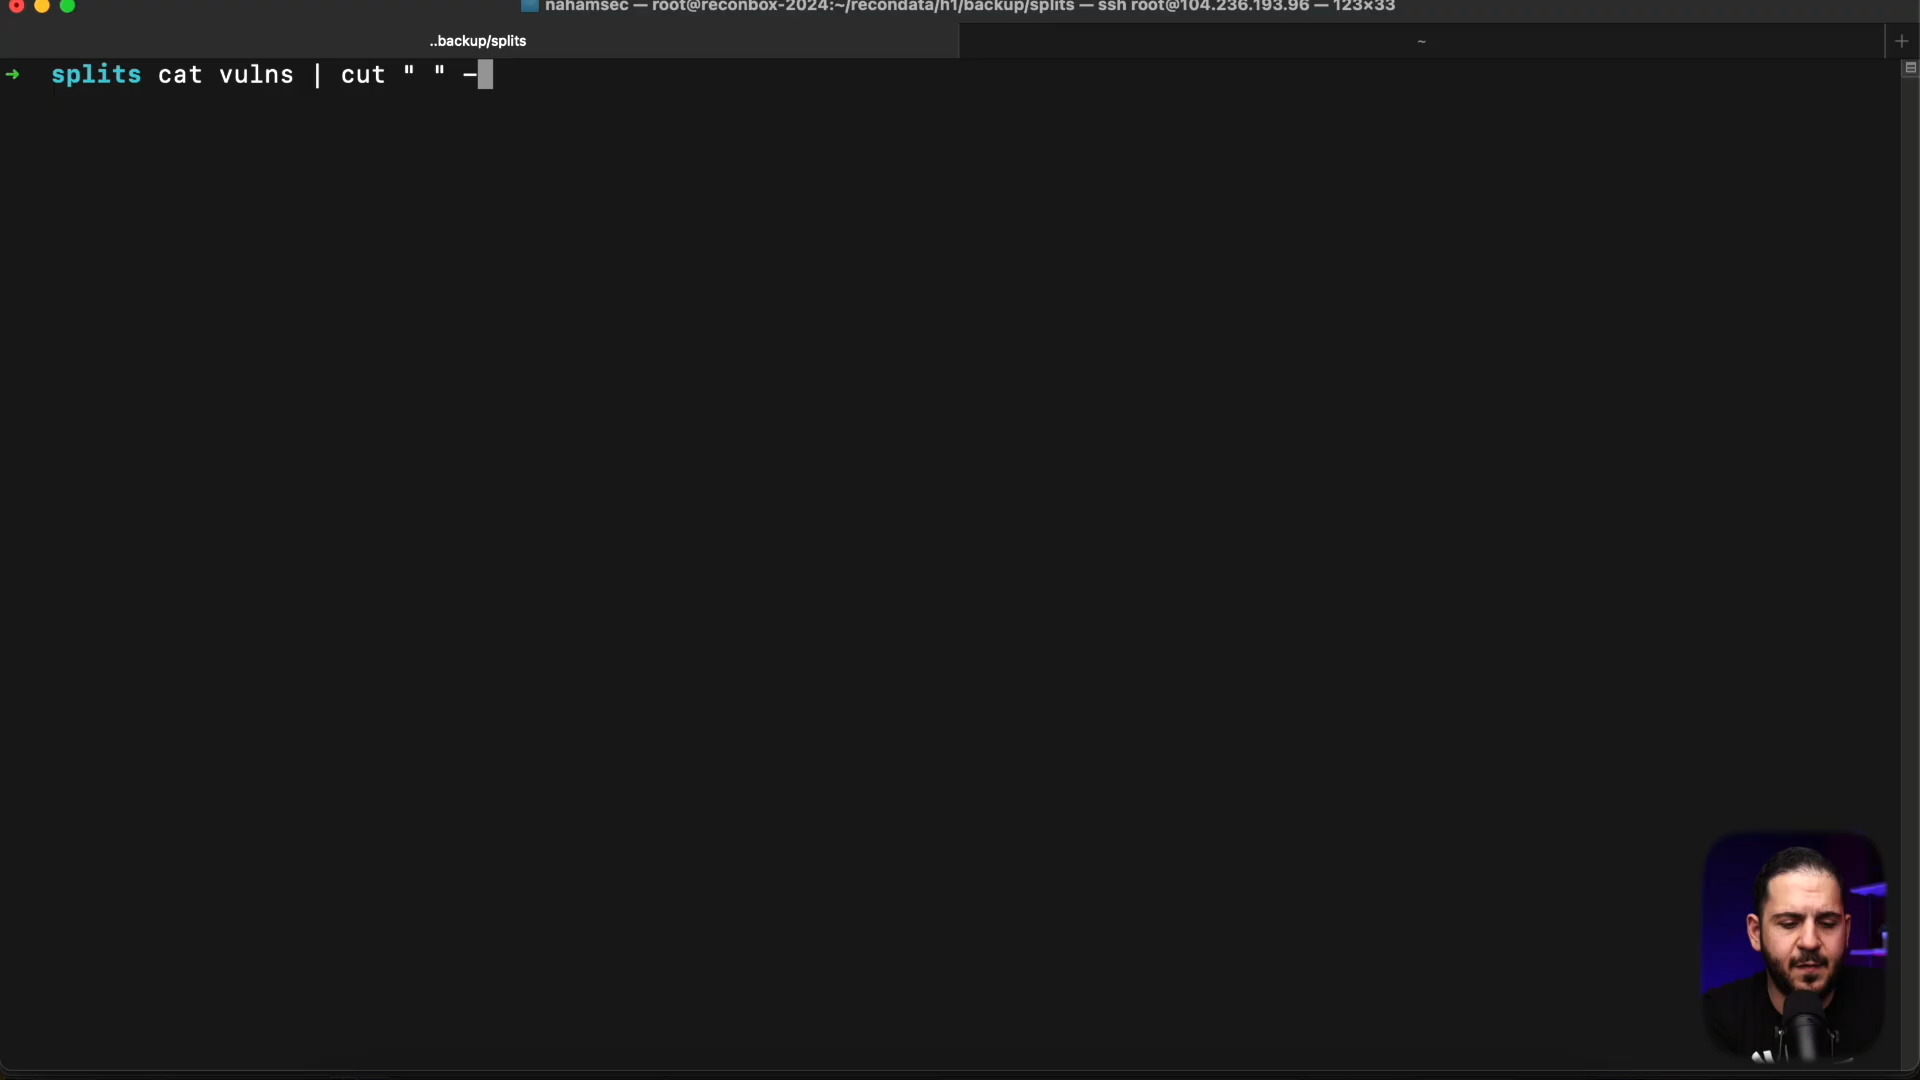 nahamsec — root@reconbox-2024:~/recondata/h1/backup/splits — ssh root@104.236.193.96 — 123×33
..backup/splits
~
+
➜ splits cat vulns | cut " " -